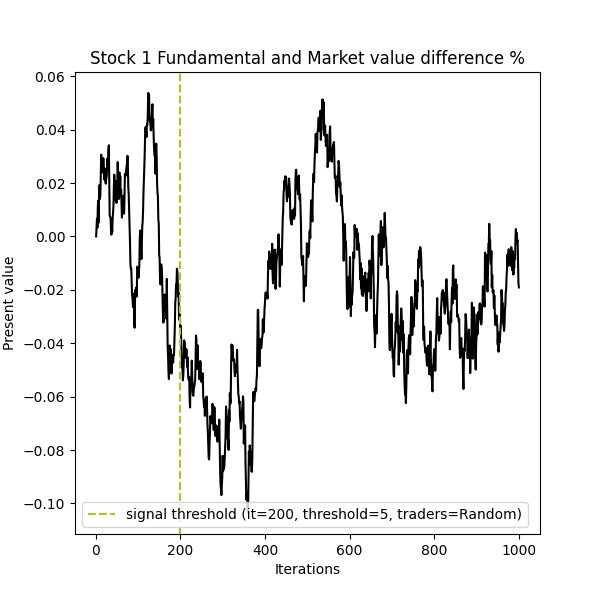 Stock 1 Fundamental and Market value difference %
0.06
0.04
0.02
0.00
−0.02
−0.04
−0.06
−0.08
−0.10
Present value
signal threshold (it=200, threshold=5, traders=Random)
0 200 400 600 800 1000
Iterations